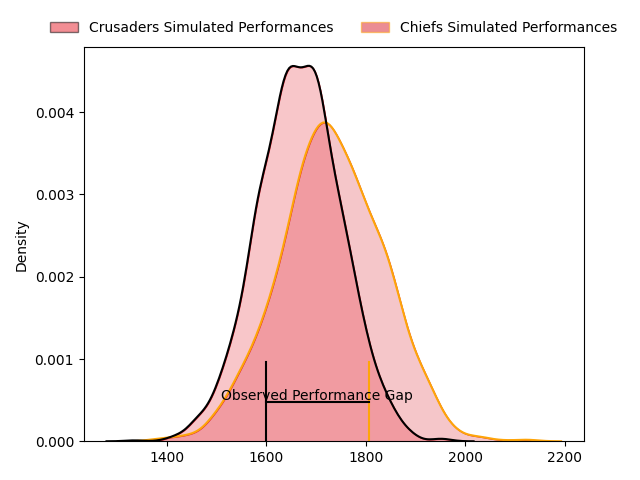 Crusaders Simulated Performances Chiefs Simulated Performances
Density
0.004
0.003
0.002
0.001
0.000
Observed Performance Gap
1400 1600 1800 2000 2200